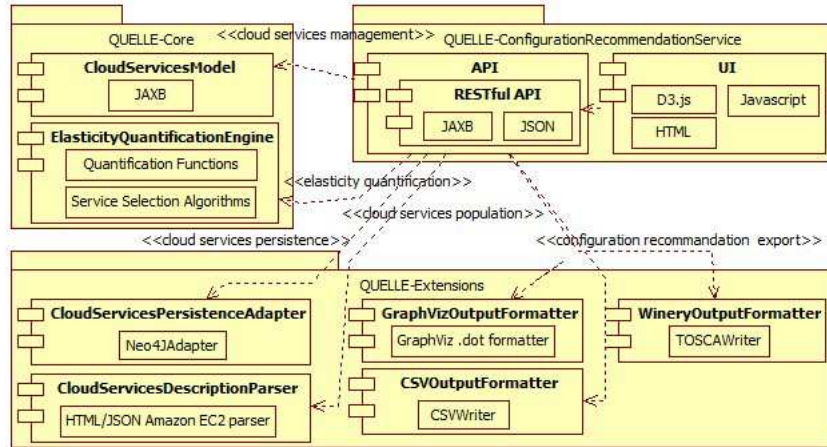 QUELLE-Core
<<cloud services management>>
QUELLE-ConfigurationRecommendationService
CloudServicesModel
JAXB
API
RESTful API
JAXB
JSON
UI
D3.js
Javascript
HTML
ElasticityQuantificationEngine
Quantification Functions
Service Selection Algorithms
<<elasticity quantification>>
<<cloud services population>>
<<cloud services persistence>>
<<configuration recommandation export>>
QUELLE-Extensions
CloudServicesPersistenceAdapter
Neo4JAdapter
GraphVizOutputFormatter
GraphViz .dot formatter
WineryOutputFormatter
TOSCAWriter
CloudServicesDescriptionParser
HTML/JSON Amazon EC2 parser
CSVOutputFormatter
CSVWriter